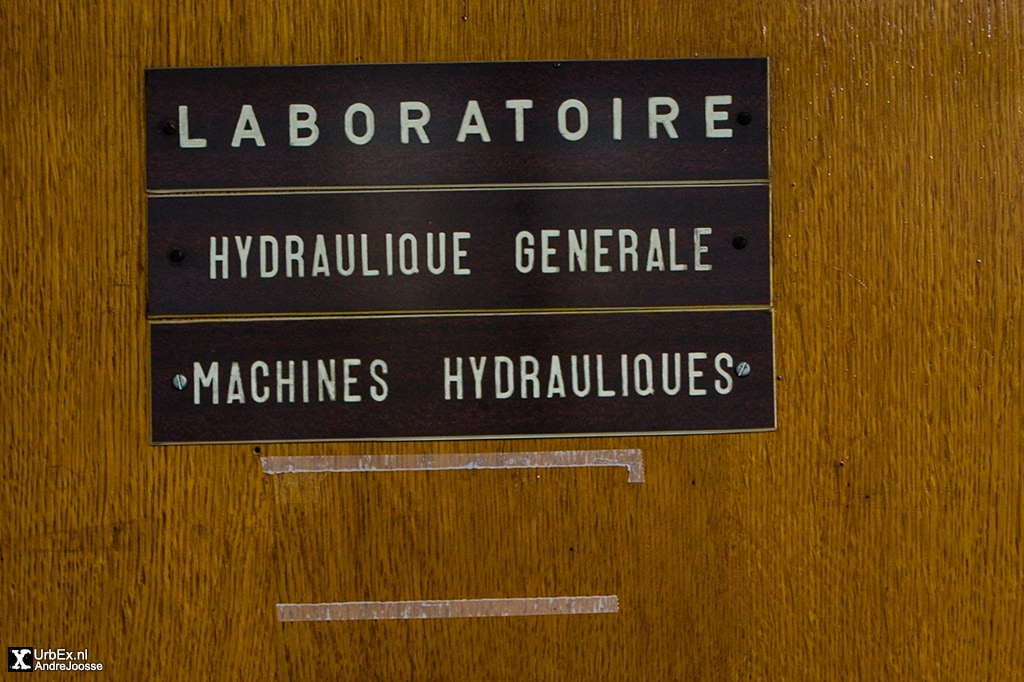 LABORATOIRE
HYDRAULIQUE GENERALE
MACHINES HYDRAULIQUES
X UrbEx.nl
AndreJoosse